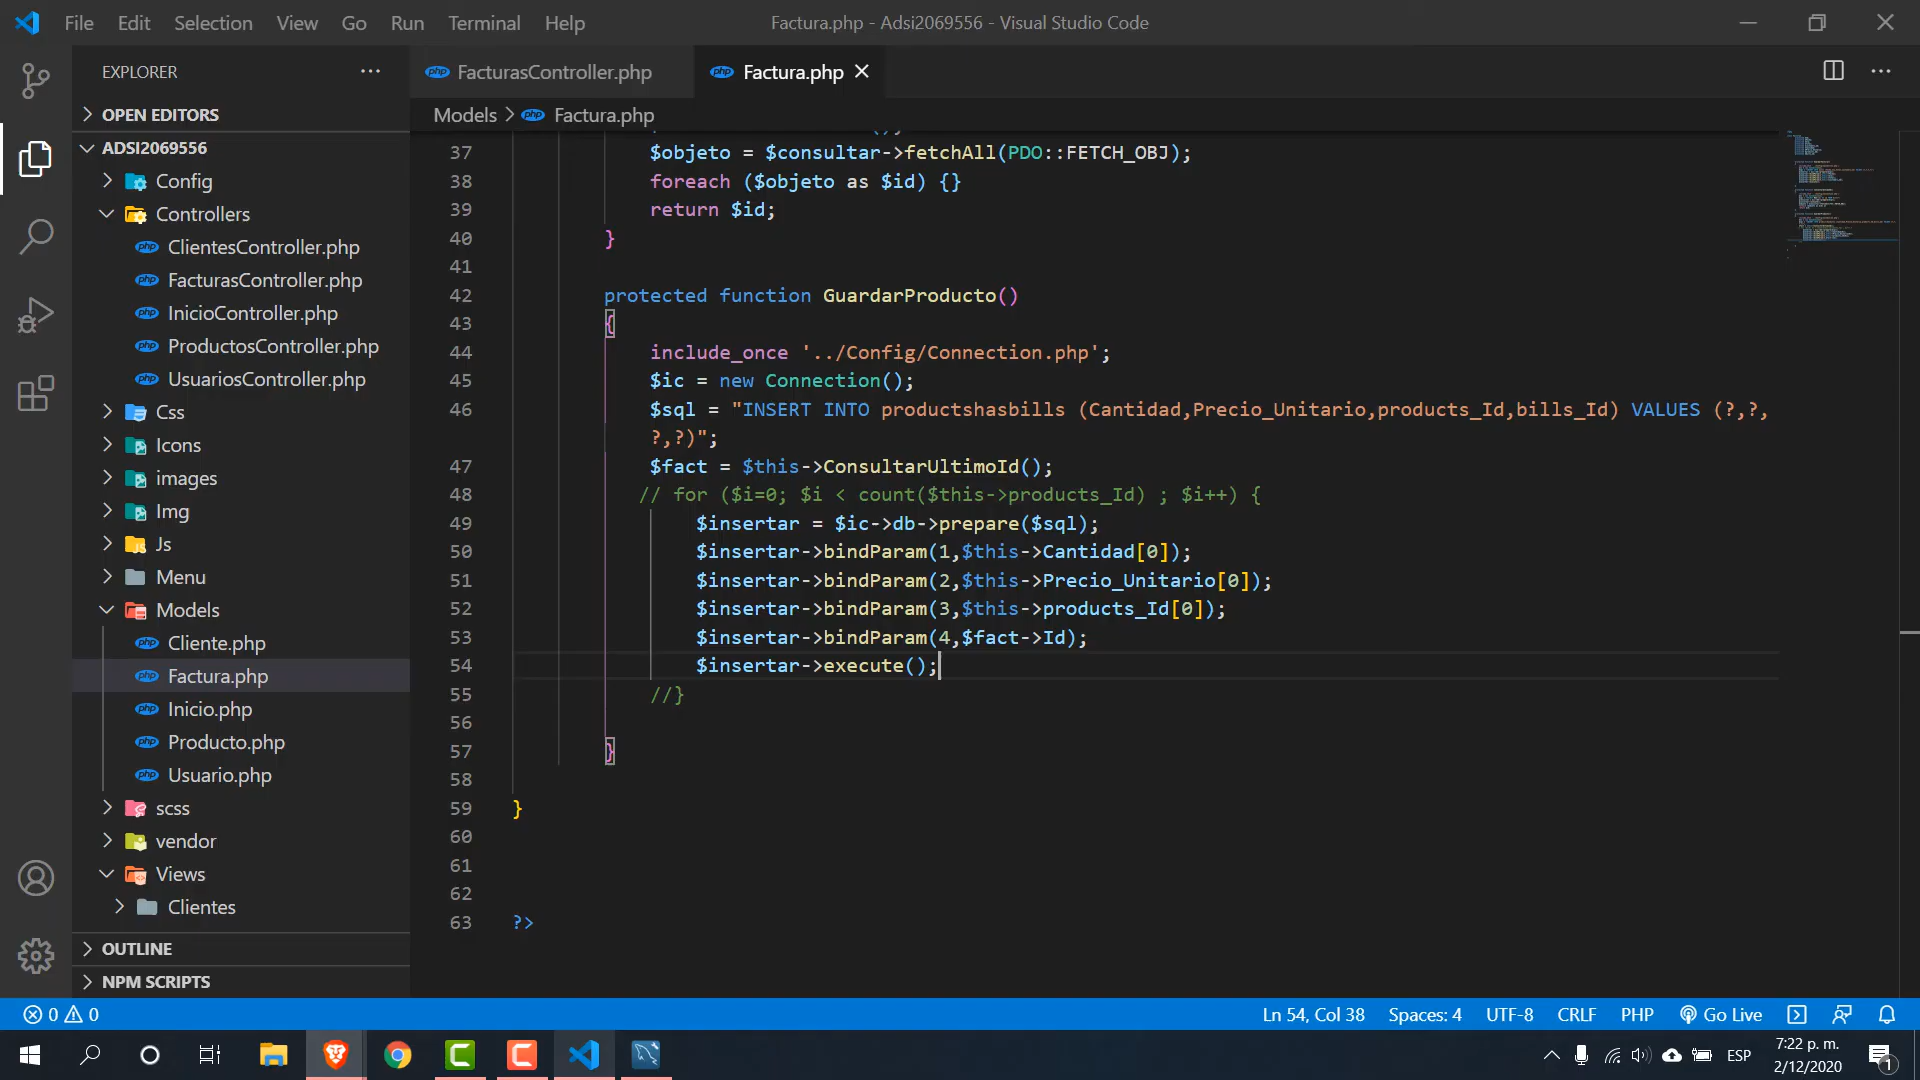 File Edit Selection View Go Run Terminal Help
Factura.php - Adsi2069556 - Visual Studio Code
EXPLORER
OPEN EDITORS
ADSI2069556
Config
Controllers
ClientesController.php
FacturasController.php
InicioController.php
ProductosController.php
UsuariosController.php
Css
Icons
images
Img
Js
Menu
Models
Cliente.php
Factura.php
Inicio.php
Producto.php
Usuario.php
scss
vendor
Views
Clientes
OUTLINE
NPM SCRIPTS
FacturasController.php
Factura.php
Models > Factura.php
37 $objeto = $consultar->fetchAll(PDO::FETCH_OBJ);
38 foreach ($objeto as $id) {}
39 return $id;
40 }
41
42 protected function GuardarProducto()
43 {
44 include_once '../Config/Connection.php';
45 $ic = new Connection();
46 $sql = "INSERT INTO productshasbills (Cantidad,Precio_Unitario,products_Id,bills_Id) VALUES (?,?,
?,?)";
47 $fact = $this->ConsultarUltimoId();
48 // for ($i=0; $i < count($this->products_Id) ; $i++) {
49 $insertar = $ic->db->prepare($sql);
50 $insertar->bindParam(1,$this->Cantidad[0]);
51 $insertar->bindParam(2,$this->Precio_Unitario[0]);
52 $insertar->bindParam(3,$this->products_Id[0]);
53 $insertar->bindParam(4,$fact->Id);
54 $insertar->execute();
55 //}
56
57 }
58
59 }
60
61
62
63 ?>
0 0
Ln 54, Col 38 Spaces: 4 UTF-8 CRLF PHP Go Live
ESP
7:22 p. m.
2/12/2020
1